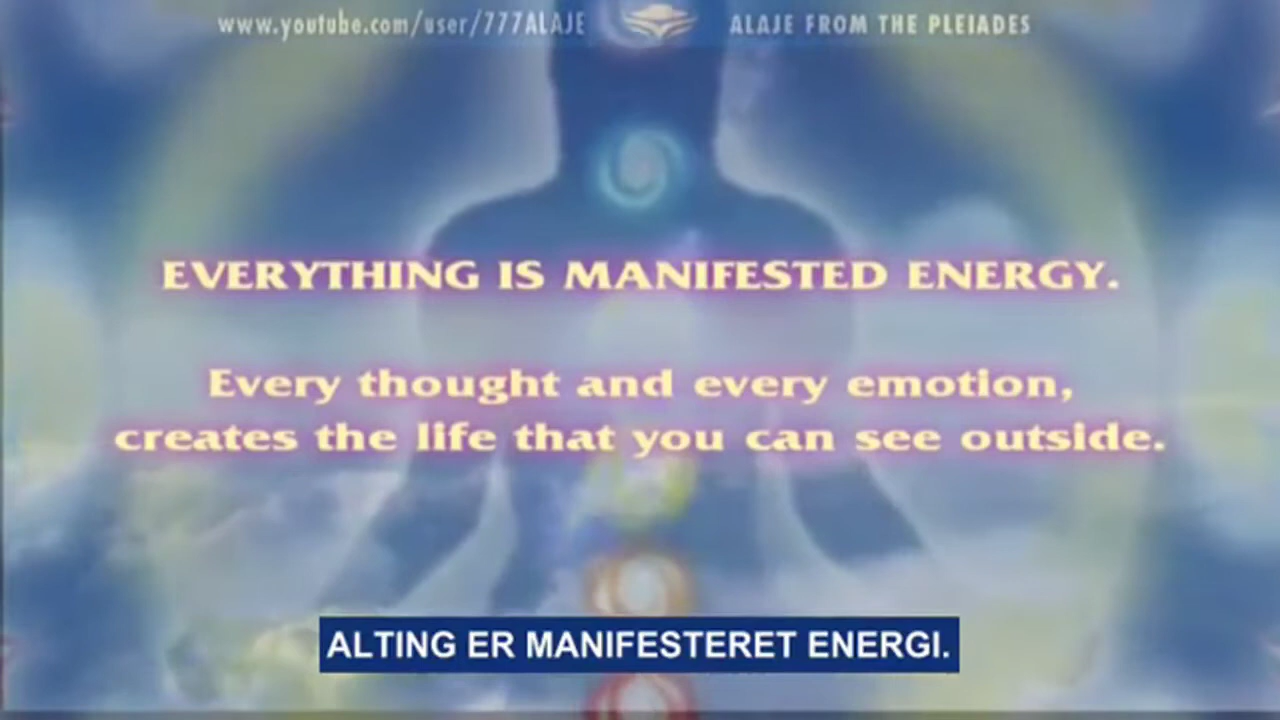 www.youtube.com/user/777ALAJE ALAJE FROM THE PLEIADES
EVERYTHING IS MANIFESTED ENERGY.
Every thought and every emotion,
creates the life that you can see outside.
ALTING ER MANIFESTERET ENERGI.